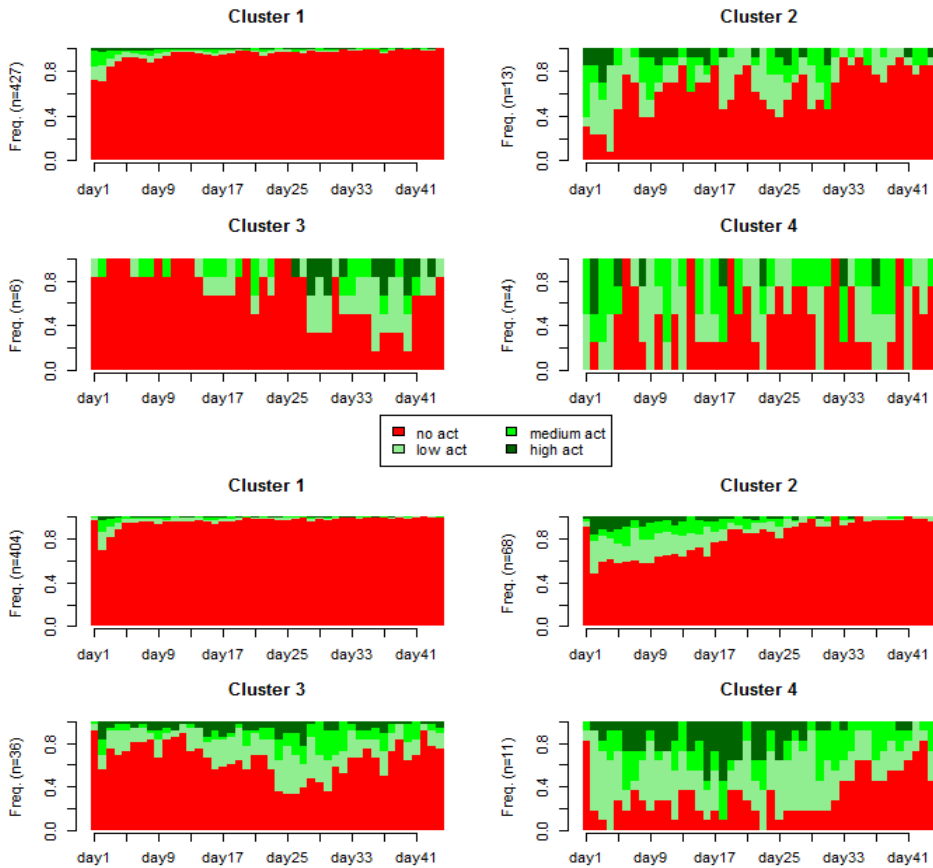 Cluster 1
Cluster 2
Freq. (n=427)
0.0 0.4 0.8
day1 day9 day17 day25 day33 day41
Freq. (n=13)
0.0 0.4 0.8
day1 day9 day17 day25 day33 day41
Cluster 3
Cluster 4
Freq. (n=6)
0.0 0.4 0.8
day1 day9 day17 day25 day33 day41
Freq. (n=4)
0.0 0.4 0.8
day1 day9 day17 day25 day33 day41
no act medium act
low act high act
Cluster 1
Cluster 2
Freq. (n=404)
0.0 0.4 0.8
day1 day9 day17 day25 day33 day41
Freq. (n=68)
0.0 0.4 0.8
day1 day9 day17 day25 day33 day41
Cluster 3
Cluster 4
Freq. (n=36)
0.0 0.4 0.8
day1 day9 day17 day25 day33 day41
Freq. (n=11)
0.0 0.4 0.8
day1 day9 day17 day25 day33 day41